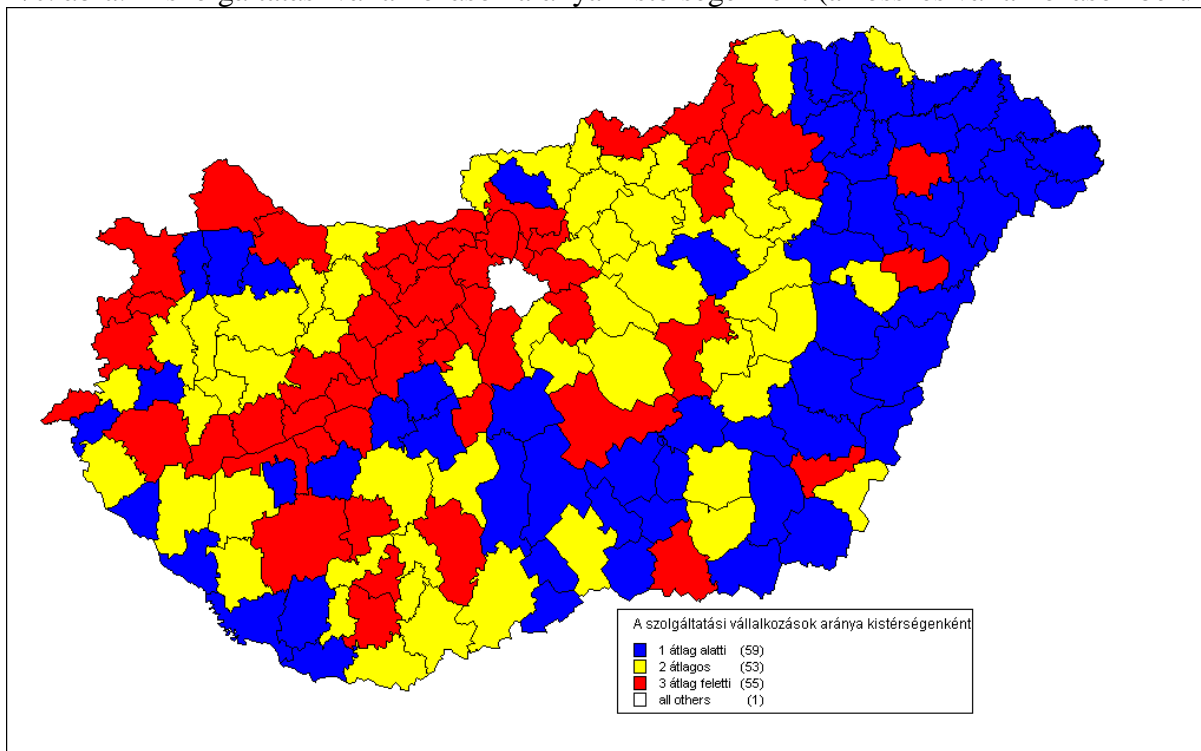 A szolgáltatási vállalkozások aránya kistérségenként
1 átlag alatti (59)
2 átlagos (53)
3 átlag feletti (55)
all others (1)